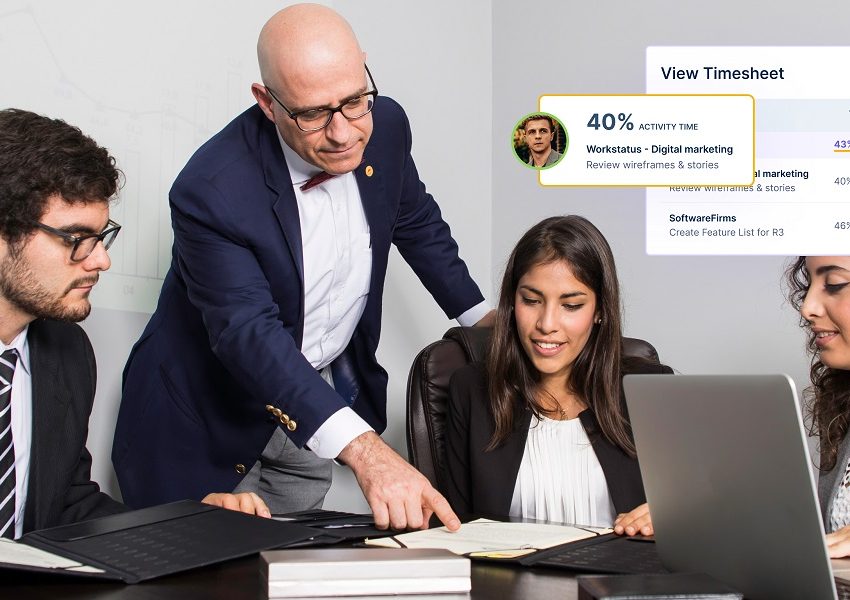 View Timesheet
40% ACTIVITY TIME
Workstatus - Digital marketing
Review wireframes & stories
43%
marketing
40%
Review wireframes & stories
SoftwareFirms
46%
Create Feature List for R3